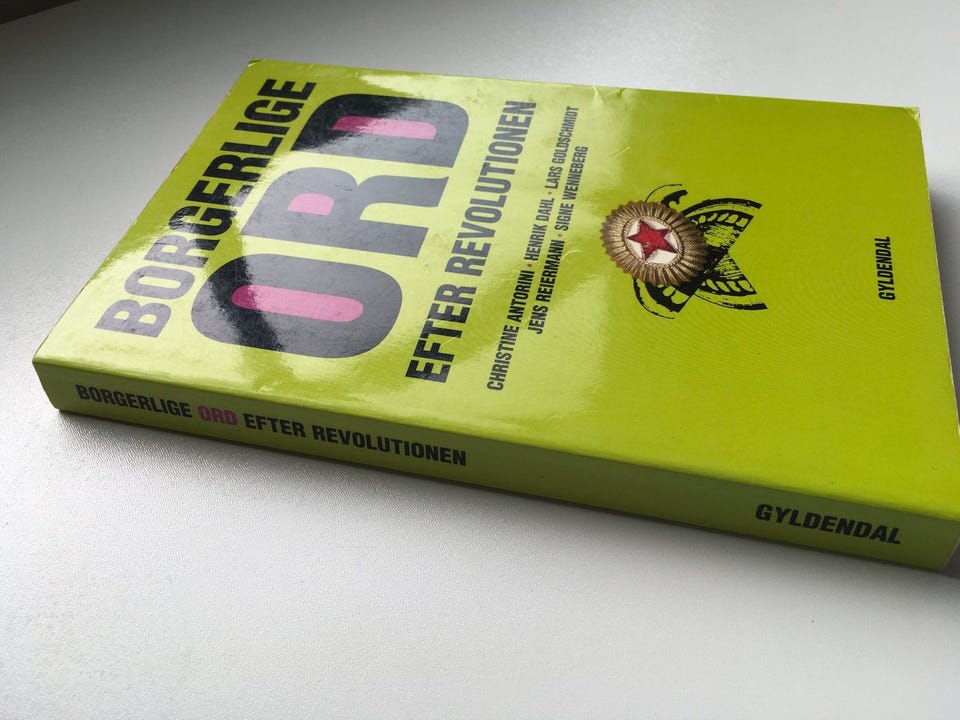 BORGERLIGE
ORD
EFTER REVOLUTIONEN
CHRISTINE ANTORINI • HENRIK DAHL • LARS GOLDSCHMIDT
JENS REIERMANN • SIGNE WENNEBERG
GYLDENDAL
BORGERLIGE ORD EFTER REVOLUTIONEN
GYLDENDAL